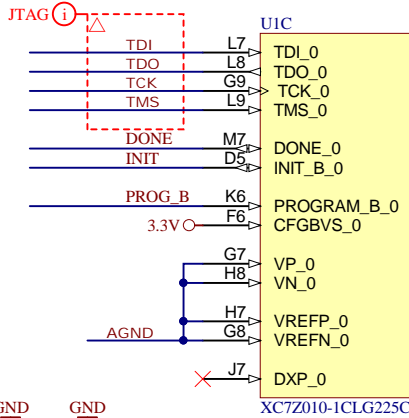 JTAG i
U1C
TDI L7 TDI_0
TDO L8 TDO_0
TCK G9 TCK_0
TMS L9 TMS_0
DONE M7 DONE_0
INIT D5 INIT_B_0
PROG_B K6 PROGRAM_B_0
3.3V F6 CFGBVS_0
G7 VP_0
H8 VN_0
H7 VREFP_0
AGND G8 VREFN_0
J7 DXP_0
GND GND XC7Z010-1CLG225C